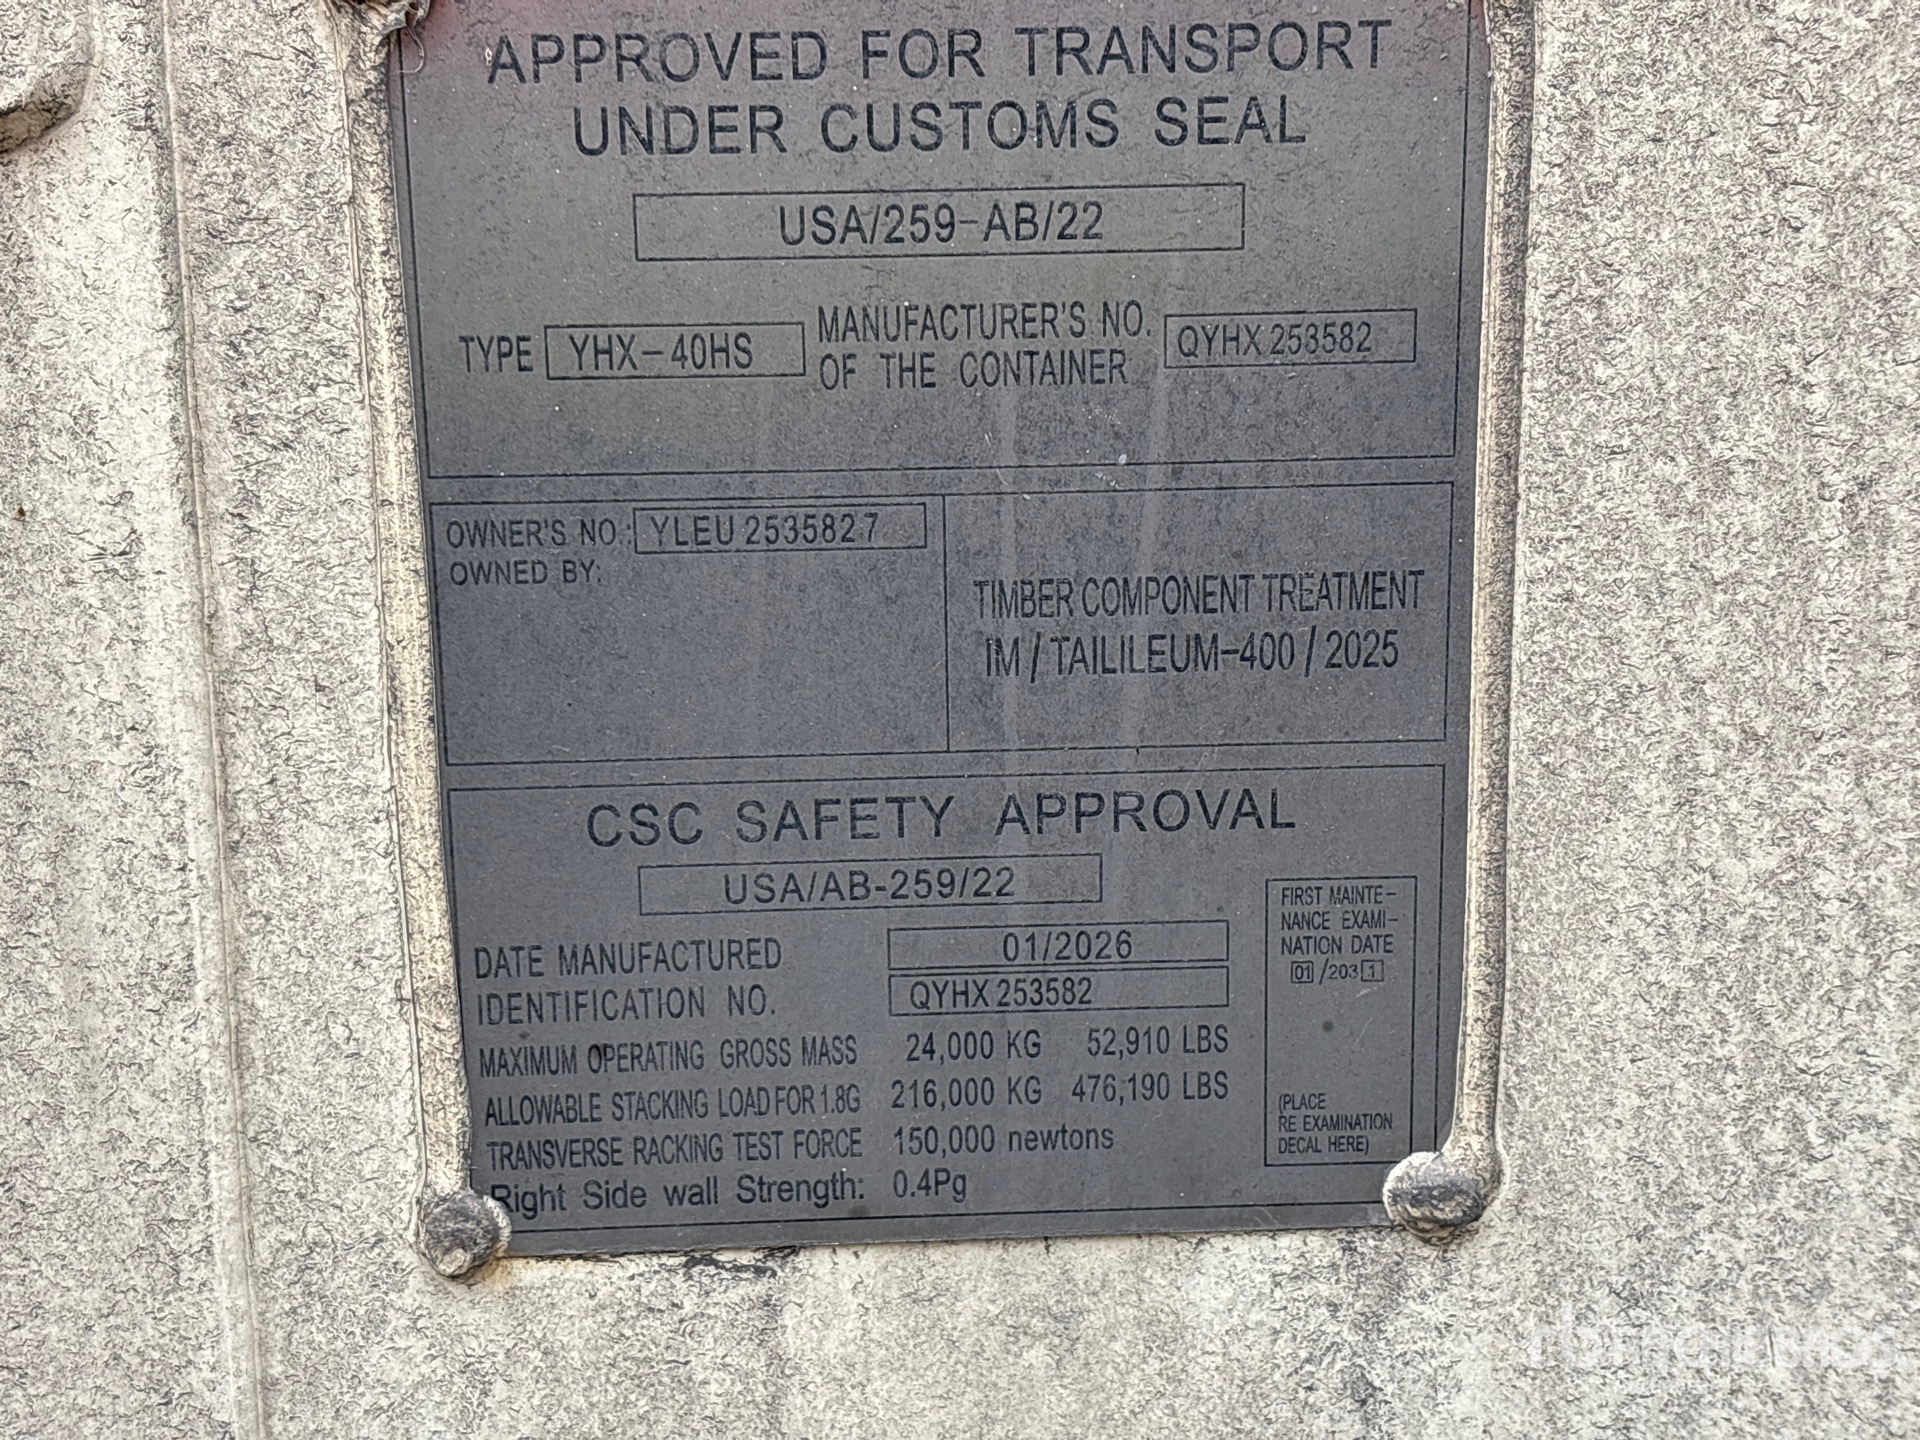 APPROVED FOR TRANSPORT
UNDER CUSTOMS SEAL
USA/259-AB/22
TYPE YHX-40HS
MANUFACTURER'S NO.
OF THE CONTAINER
QYHX 253582
OWNER'S NO.: YLEU 2535827
OWNED BY:
TIMBER COMPONENT TREATMENT
IM/TAILILEUM-400/2025
CSC SAFETY APPROVAL
USA/AB-259/22
DATE MANUFACTURED 01/2026
IDENTIFICATION NO. QYHX 253582
MAXIMUM OPERATING GROSS MASS 24,000 KG 52,910 LBS
ALLOWABLE STACKING LOAD FOR 1.8G 216,000 KG 476,190 LBS
TRANSVERSE RACKING TEST FORCE 150,000 newtons
Right Side wall Strength: 0.4Pg
FIRST MAINTE-
NANCE EXAMI-
NATION DATE
01/2031
(PLACE
RE EXAMINATION
DECAL HERE)